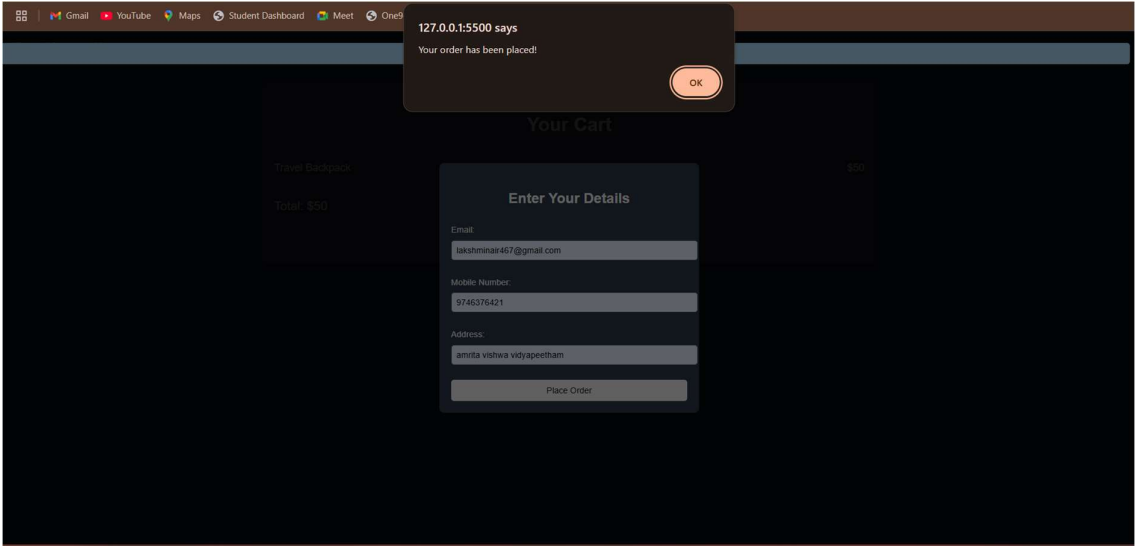 Gmail YouTube Maps Student Dashboard Meet One9
127.0.0.1:5500 says
Your order has been placed!
OK
Your Cart
Travel Backpack
$50
Total: $50
Enter Your Details
Email:
lakshminair467@gmail.com
Mobile Number:
9746376421
Address:
amrita vishwa vidyapeetham
Place Order